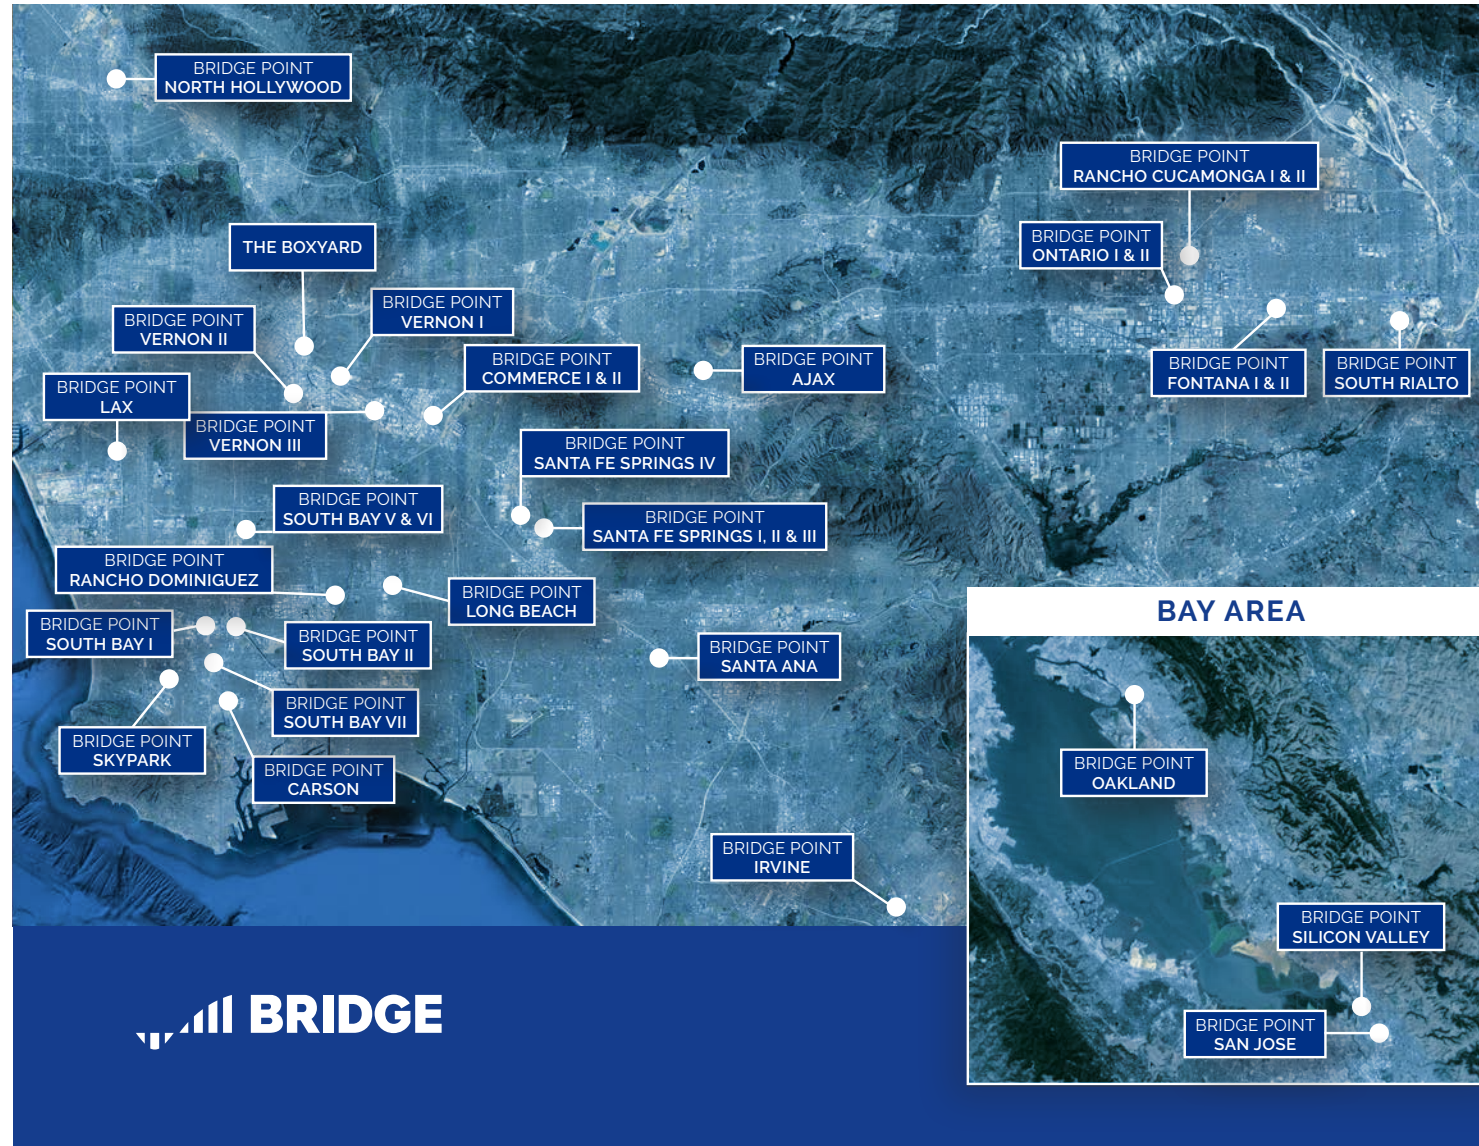 BRIDGE POINT
NORTH HOLLYWOOD
BRIDGE POINT
RANCHO CUCAMONGA I & II
THE BOXYARD
BRIDGE POINT
ONTARIO I & II
BRIDGE POINT
VERNON I
BRIDGE POINT
VERNON II
BRIDGE POINT
COMMERCE I & II
BRIDGE POINT
AJAX
BRIDGE POINT
FONTANA I & II
BRIDGE POINT
SOUTH RIALTO
BRIDGE POINT
LAX
BRIDGE POINT
VERNON III
BRIDGE POINT
SANTA FE SPRINGS IV
BRIDGE POINT
SOUTH BAY V & VI
BRIDGE POINT
SANTA FE SPRINGS I, II & III
BRIDGE POINT
RANCHO DOMINIGUEZ
BRIDGE POINT
LONG BEACH
BRIDGE POINT
SOUTH BAY I
BRIDGE POINT
SOUTH BAY II
BRIDGE POINT
SANTA ANA
BRIDGE POINT
SOUTH BAY VII
BRIDGE POINT
SKYPARK
BRIDGE POINT
CARSON
BRIDGE POINT
IRVINE
BAY AREA
BRIDGE POINT
OAKLAND
BRIDGE POINT
SILICON VALLEY
BRIDGE POINT
SAN JOSE
BRIDGE